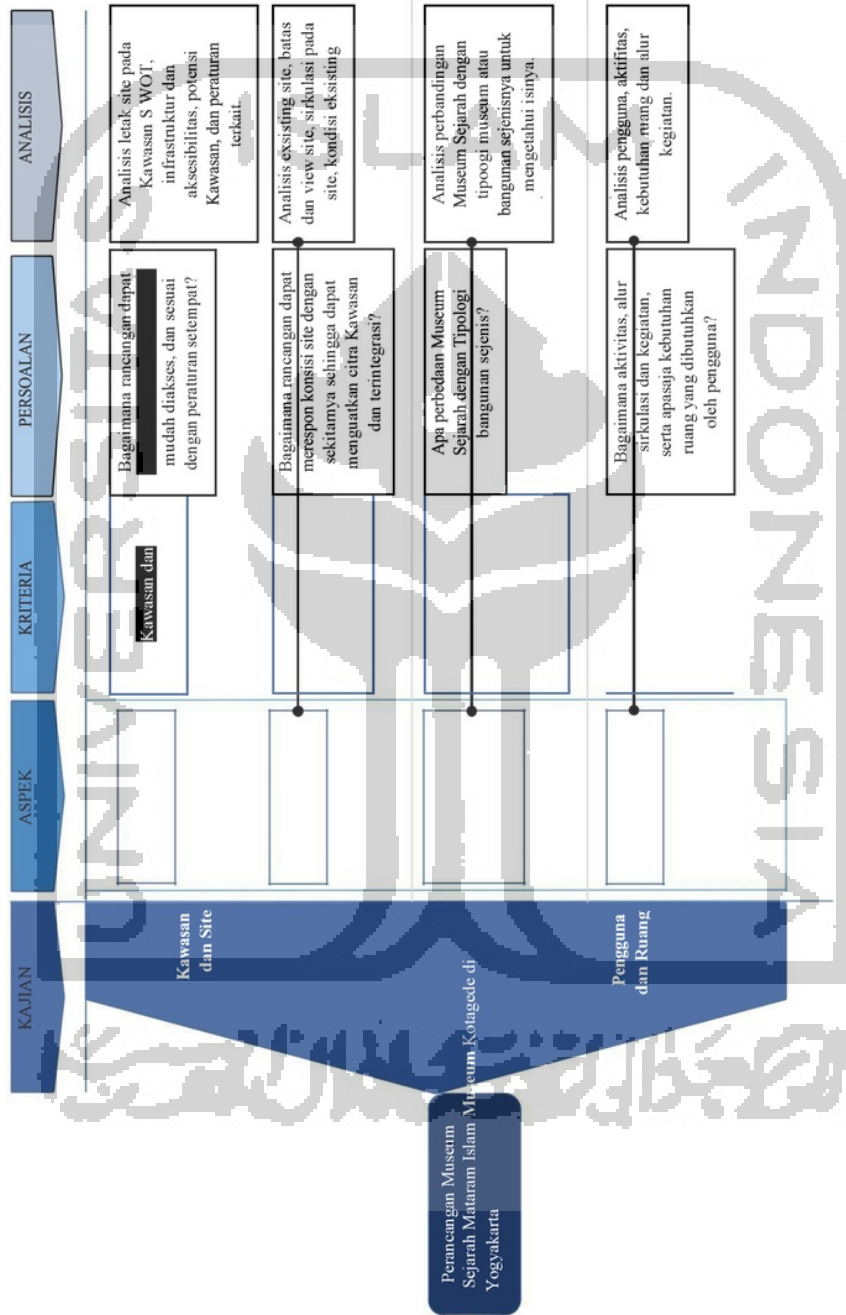 KAJIAN
ASPEK
KRITERIA
PERSOALAN
ANALISIS
Perancangan Museum
Sejarah Mataram Islam Museum Kotagede di
Yogyakarta
Kawasan
dan Site
Pengguna
dan Ruang
Kawasan dan
Bagaimana rancangan dapat
mudah diakses, dan sesuai
dengan peraturan setempat?
Analisis letak site pada
Kawasan S WOT,
infrastruktur dan
aksesibilitas, potensi
Kawasan, dan peraturan
terkait.
Bagaimana rancangan dapat
merespon konsisi site dengan
sekitarnya sehingga dapat
menguatkan citra Kawasan
dan terintegrasi?
Analisis exsisting site, batas
dan view site, sirkulasi pada
site, kondisi eksisting
Apa perbedaan Museum
Sejarah dengan Tipologi
bangunan sejenis?
Analisis perbandingan
Museum Sejarah dengan
tipoogi museum atau
bangunan sejenisnya untuk
mengetahui isinya.
Bagaimana aktivitas, alur
sirkulasi dan kegiatan,
serta apasaja kebutuhan
ruang yang dibutuhkan
oleh pengguna?
Analisis pengguna, aktifitas,
kebutuhan ruang dan alur
kegiatan.
UNIVERSITAS
ISLAM
INDONESIA